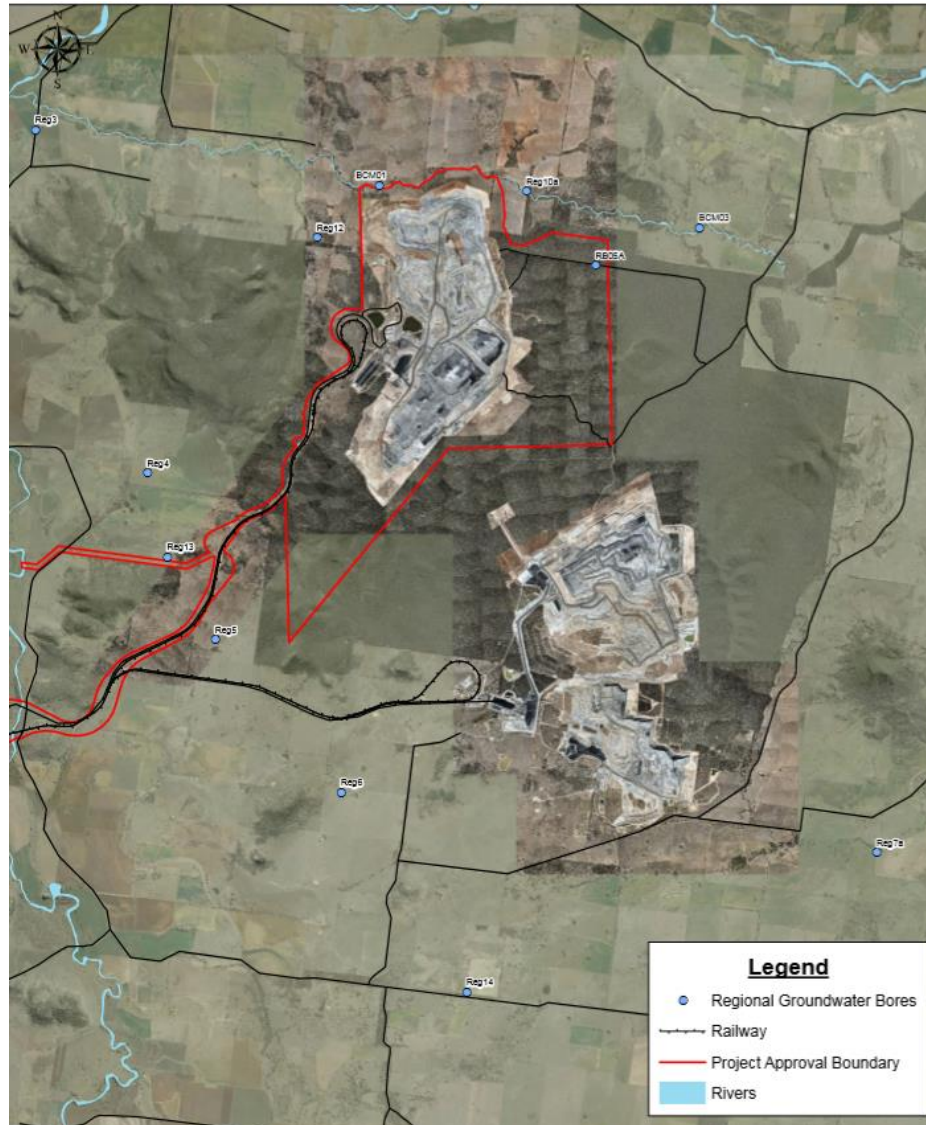 N
W E
S
Reg3
BCM01
Reg10a
BCM03
Reg12
RB05A
Reg4
Reg13
Reg5
Reg6
Reg7a
Reg14
Legend
Regional Groundwater Bores
Railway
Project Approval Boundary
Rivers